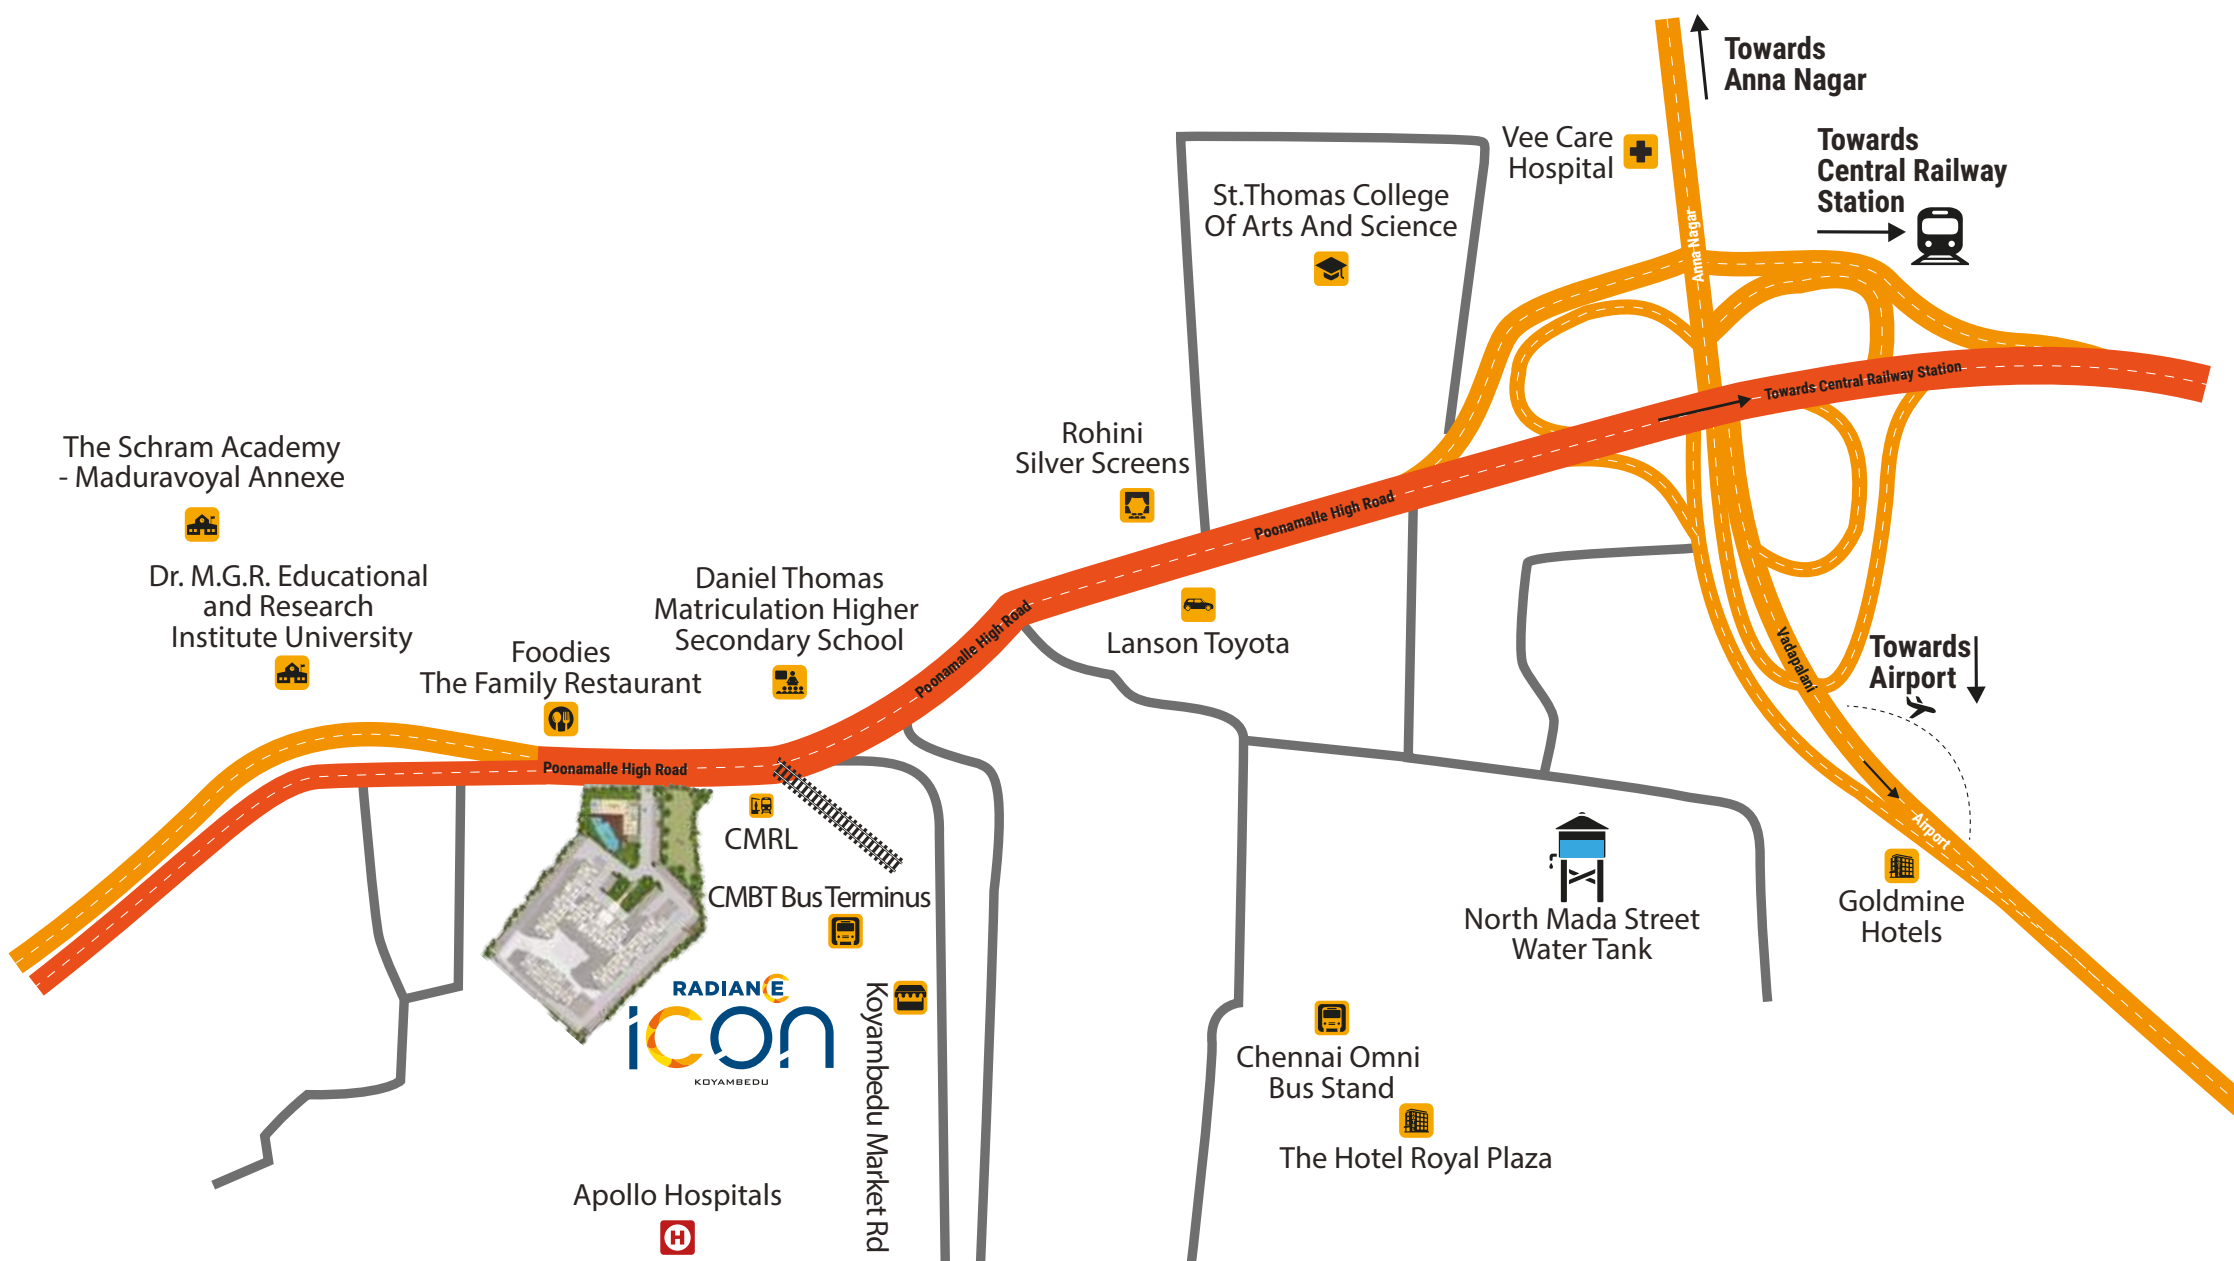 Towards
Anna Nagar
Vee Care
Hospital
Towards
Central Railway
Station
St.Thomas College
Of Arts And Science
Anna Nagar
Towards Central Railway Station
Rohini
Silver Screens
Poonamalle High Road
The Schram Academy
- Maduravoyal Annexe
Dr. M.G.R. Educational
and Research
Institute University
Foodies
The Family Restaurant
Daniel Thomas
Matriculation Higher
Secondary School
Poonamalle High Road
Lanson Toyota
Vadapalani
Towards
Airport
Poonamalle High Road
CMRL
Airport
CMBT Bus Terminus
Goldmine
Hotels
North Mada Street
Water Tank
RADIANCE
icon
KOYAMBEDU
Koyambedu Market Rd
Chennai Omni
Bus Stand
The Hotel Royal Plaza
Apollo Hospitals
H